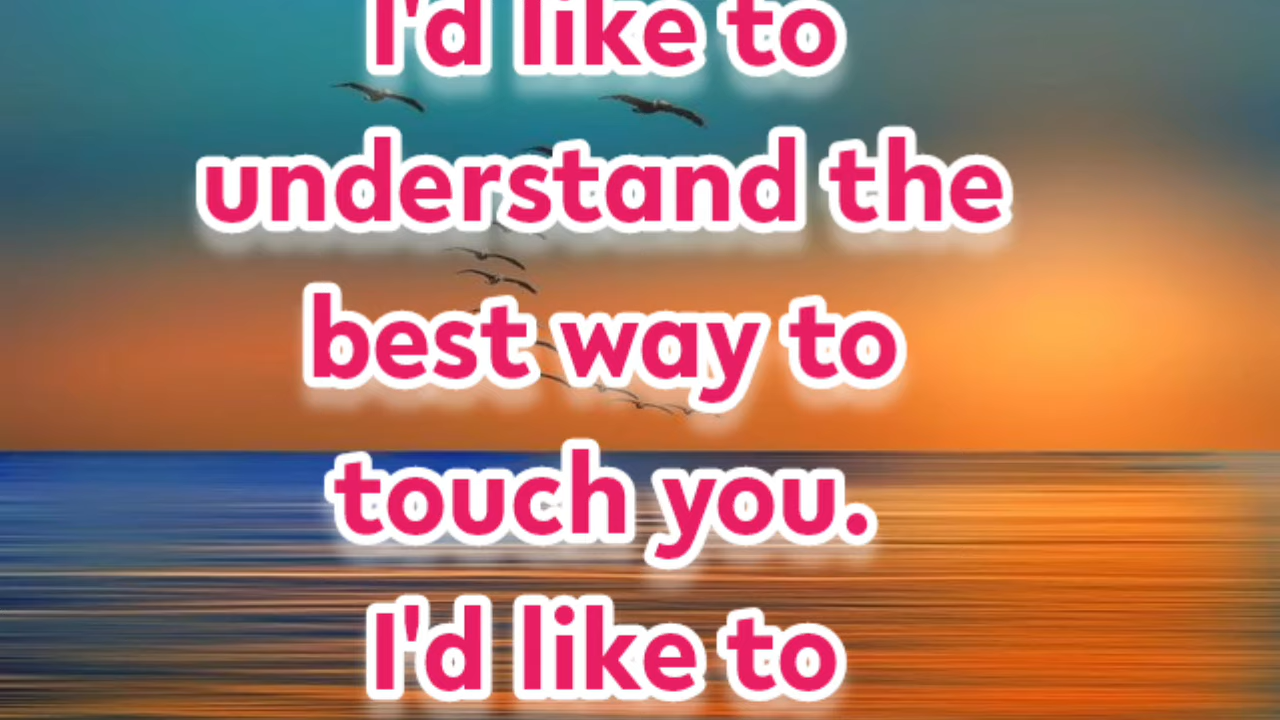 I'd like to
understand the
best way to
touch you.
I'd like to